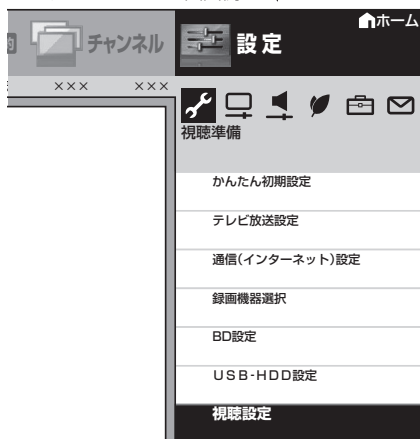 チャンネル
設定
ホーム
××× ×××
視聴準備
かんたん初期設定
テレビ放送設定
通信(インターネット)設定
録画機器選択
BD設定
USB-HDD設定
視聴設定